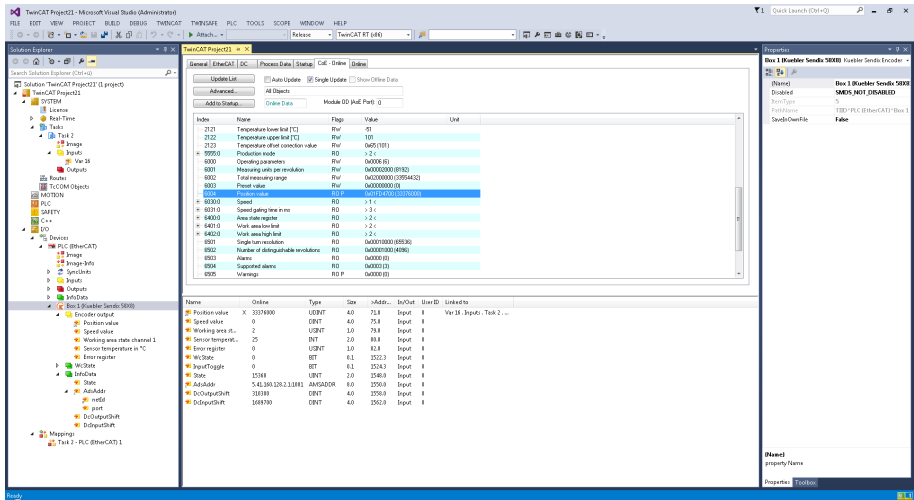 TwinCAT Project21 - Microsoft Visual Studio (Administrator)
1
Quick Launch (Ctrl+Q)
FILE EDIT VIEW PROJECT BUILD DEBUG TWINCAT TWINSAFE PLC TOOLS SCOPE WINDOW HELP
Attach...
Release
TwinCAT RT (x86)
Solution Explorer
Search Solution Explorer (Ctrl+ü)
Solution 'TwinCAT Project21' (1 project)
TwinCAT Project21
SYSTEM
License
Real-Time
Tasks
Task 2
Image
Inputs
Var 16
Outputs
Routes
TcCOM Objects
MOTION
PLC
SAFETY
C++
I/O
Devices
PLC (EtherCAT)
Image
Image-Info
SyncUnits
Inputs
Outputs
InfoData
Box 1 (Kuebler Sendix 58X8)
Encoder output
Position value
Speed value
Working area state channel 1
Sensor temperature in °C
Error register
WcState
InfoData
State
AdsAddr
netId
port
DcOutputShift
DcInputShift
Mappings
Task 2 - PLC (EtherCAT) 1
TwinCAT Project21
General EtherCAT DC Process Data Startup CoE - Online Online
Update List
Auto Update Single Update Show Offline Data
Advanced...
All Objects
Add to Startup...
Online Data
Module OD (AoE Port): 0
Index Name Flags Value Unit
2121 Temperature lower limit [°C] RW -51
2122 Temperature upper limit [°C] RW 101
2123 Temperature offset correction value RW 0x65 (101)
5555:0 Production mode RO > 2 <
6000 Operating parameters RW 0x0006 (6)
6001 Measuring units per revolution RW 0x00002000 (8192)
6002 Total measuring range RW 0x02000000 (33554432)
6003 Preset value RW 0x00000000 (0)
6004 Position value RO P 0x01FD4700 (33376000)
6030:0 Speed RO > 1 <
6031:0 Speed gating time in ms RO > 3 <
6400:0 Area state register RO > 2 <
6401:0 Work area low limit RO > 2 <
6402:0 Work area high limit RO > 2 <
6501 Single turn resolution RO 0x00010000 (65536)
6502 Number of distinguishable revolutions RO 0x00001000 (4096)
6503 Alarms RO 0x0000 (0)
6504 Supported alarms RO 0x0003 (3)
6505 Warnings RO P 0x0000 (0)
Name Online Type Size >Addr... In/Out User ID Linked to
Position value X 33376000 UDINT 4.0 71.0 Input 0 Var 16 . Inputs . Task 2 . ...
Speed value 0 DINT 4.0 75.0 Input 0
Working area st... 2 USINT 1.0 79.0 Input 0
Sensor temperat... 25 INT 2.0 80.0 Input 0
Error register 0 USINT 1.0 82.0 Input 0
WcState 0 BIT 0.1 1522.3 Input 0
InputToggle 0 BIT 0.1 1524.3 Input 0
State 15360 UINT 2.0 1548.0 Input 0
AdsAddr 5.41.160.128.2.1:1001 AMSADDR 8.0 1550.0 Input 0
DcOutputShift 310300 DINT 4.0 1558.0 Input 0
DcInputShift 1689700 DINT 4.0 1562.0 Input 0
Properties
Box 1 (Kuebler Sendix 58X8) Kuebler Sendix Encoder
(Name) Box 1 (Kuebler Sendix 58X8)
Disabled SMDS_NOT_DISABLED
ItemType 5
PathName TIID^PLC (EtherCAT)^Box 1
SaveInOwnFile False
(Name)
property Name
Properties Toolbox
Ready